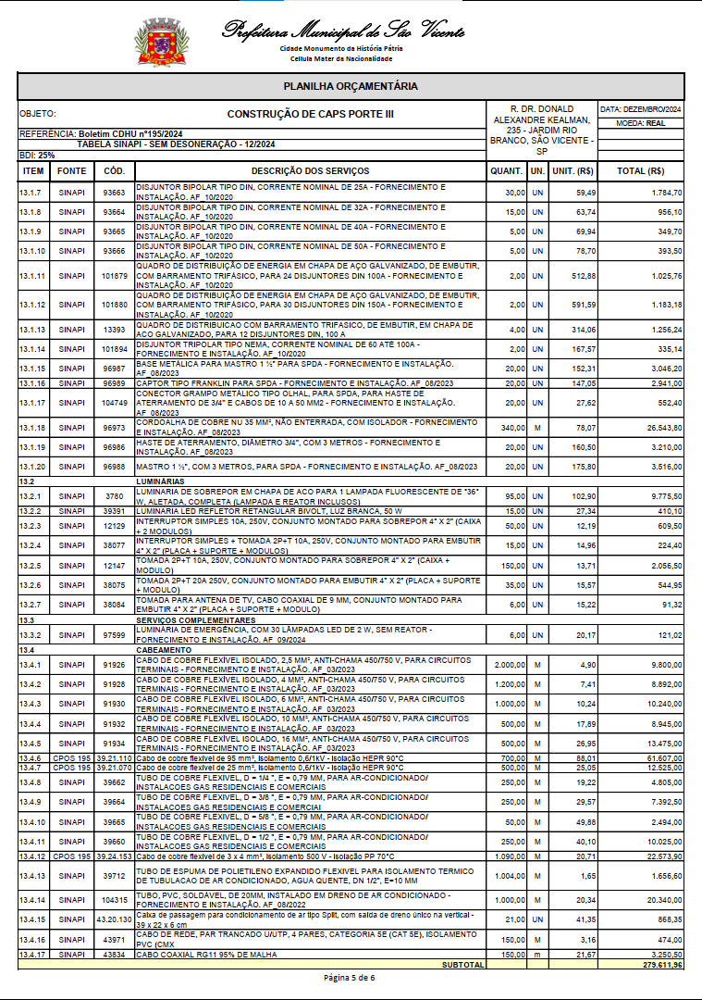 Prefeitura Municipal de São Vicente
Cidade Monumento da História Pátria
Cellula Mater da Nacionalidade
PLANILHA ORÇAMENTÁRIA
OBJETO:
CONSTRUÇÃO DE CAPS PORTE III
R. DR. DONALD
ALEXANDRE KEALMAN,
235 - JARDIM RIO
BRANCO, SÃO VICENTE -
SP
DATA: DEZEMBRO/2024
MOEDA: REAL
REFERÊNCIA: Boletim CDHU nº195/2024
TABELA SINAPI - SEM DESONERAÇÃO - 12/2024
BDI: 25%
ITEM FONTE CÓD. DESCRIÇÃO DOS SERVIÇOS QUANT. UN. UNIT. (R$) TOTAL (R$)
13.1.7 SINAPI 93663 DISJUNTOR BIPOLAR TIPO DIN, CORRENTE NOMINAL DE 25A - FORNECIMENTO E
INSTALAÇÃO. AF_10/2020 30,00 UN 59,49 1.784,70
13.1.8 SINAPI 93664 DISJUNTOR BIPOLAR TIPO DIN, CORRENTE NOMINAL DE 32A - FORNECIMENTO E
INSTALAÇÃO. AF_10/2020 15,00 UN 63,74 956,10
13.1.9 SINAPI 93665 DISJUNTOR BIPOLAR TIPO DIN, CORRENTE NOMINAL DE 40A - FORNECIMENTO E
INSTALAÇÃO. AF_10/2020 5,00 UN 69,94 349,70
13.1.10 SINAPI 93666 DISJUNTOR BIPOLAR TIPO DIN, CORRENTE NOMINAL DE 50A - FORNECIMENTO E
INSTALAÇÃO. AF_10/2020 5,00 UN 78,70 393,50
13.1.11 SINAPI 101879 QUADRO DE DISTRIBUIÇÃO DE ENERGIA EM CHAPA DE AÇO GALVANIZADO, DE EMBUTIR,
COM BARRAMENTO TRIFÁSICO, PARA 24 DISJUNTORES DIN 100A - FORNECIMENTO E
INSTALAÇÃO. AF_10/2020 2,00 UN 512,88 1.025,76
13.1.12 SINAPI 101880 QUADRO DE DISTRIBUIÇÃO DE ENERGIA EM CHAPA DE AÇO GALVANIZADO, DE EMBUTIR,
COM BARRAMENTO TRIFÁSICO, PARA 30 DISJUNTORES DIN 150A - FORNECIMENTO E
INSTALAÇÃO. AF_10/2020 2,00 UN 591,59 1.183,18
13.1.13 SINAPI 13393 QUADRO DE DISTRIBUICAO COM BARRAMENTO TRIFASICO, DE EMBUTIR, EM CHAPA DE
ACO GALVANIZADO, PARA 12 DISJUNTORES DIN, 100 A 4,00 UN 314,06 1.256,24
13.1.14 SINAPI 101894 DISJUNTOR TRIPOLAR TIPO NEMA, CORRENTE NOMINAL DE 60 ATÉ 100A -
FORNECIMENTO E INSTALAÇÃO. AF_10/2020 2,00 UN 167,57 335,14
13.1.15 SINAPI 96987 BASE METÁLICA PARA MASTRO 1 ½" PARA SPDA - FORNECIMENTO E INSTALAÇÃO.
AF_08/2023 20,00 UN 152,31 3.046,20
13.1.16 SINAPI 96989 CAPTOR TIPO FRANKLIN PARA SPDA - FORNECIMENTO E INSTALAÇÃO. AF_08/2023 20,00 UN 147,05 2.941,00
13.1.17 SINAPI 104749 CONECTOR GRAMPO METÁLICO TIPO OLHAL, PARA SPDA, PARA HASTE DE
ATERRAMENTO DE 3/4" E CABOS DE 10 A 50 MM2 - FORNECIMENTO E INSTALAÇÃO.
AF_08/2023 20,00 UN 27,62 552,40
13.1.18 SINAPI 96973 CORDOALHA DE COBRE NU 35 MM², NÃO ENTERRADA, COM ISOLADOR - FORNECIMENTO
E INSTALAÇÃO. AF_08/2023 340,00 M 78,07 26.543,80
13.1.19 SINAPI 96986 HASTE DE ATERRAMENTO, DIÂMETRO 3/4", COM 3 METROS - FORNECIMENTO E
INSTALAÇÃO. AF_08/2023 20,00 UN 160,50 3.210,00
13.1.20 SINAPI 96988 MASTRO 1 ½", COM 3 METROS, PARA SPDA - FORNECIMENTO E INSTALAÇÃO. AF_08/2023 20,00 UN 175,80 3.516,00
13.2 LUMINÁRIAS
13.2.1 SINAPI 3780 LUMINARIA DE SOBREPOR EM CHAPA DE ACO PARA 1 LAMPADA FLUORESCENTE DE *36*
W, ALETADA, COMPLETA (LAMPADA E REATOR INCLUSOS) 95,00 UN 102,90 9.775,50
13.2.2 SINAPI 39391 LUMINARIA LED REFLETOR RETANGULAR BIVOLT, LUZ BRANCA, 50 W 15,00 UN 27,34 410,10
13.2.3 SINAPI 12129 INTERRUPTOR SIMPLES 10A, 250V, CONJUNTO MONTADO PARA SOBREPOR 4" X 2" (CAIXA
+ 2 MODULOS) 50,00 UN 12,19 609,50
13.2.4 SINAPI 38077 INTERRUPTOR SIMPLES + TOMADA 2P+T 10A, 250V, CONJUNTO MONTADO PARA EMBUTIR
4" X 2" (PLACA + SUPORTE + MODULOS) 15,00 UN 14,96 224,40
13.2.5 SINAPI 12147 TOMADA 2P+T 10A, 250V, CONJUNTO MONTADO PARA SOBREPOR 4" X 2" (CAIXA +
MODULO) 150,00 UN 13,71 2.056,50
13.2.6 SINAPI 38075 TOMADA 2P+T 20A 250V, CONJUNTO MONTADO PARA EMBUTIR 4" X 2" (PLACA + SUPORTE
+ MODULO) 35,00 UN 15,57 544,95
13.2.7 SINAPI 38084 TOMADA PARA ANTENA DE TV, CABO COAXIAL DE 9 MM, CONJUNTO MONTADO PARA
EMBUTIR 4" X 2" (PLACA + SUPORTE + MODULO) 6,00 UN 15,22 91,32
13.3 SERVIÇOS COMPLEMENTARES
13.3.2 SINAPI 97599 LUMINÁRIA DE EMERGÊNCIA, COM 30 LÂMPADAS LED DE 2 W, SEM REATOR -
FORNECIMENTO E INSTALAÇÃO. AF_09/2024 6,00 UN 20,17 121,02
13.4 CABEAMENTO
13.4.1 SINAPI 91926 CABO DE COBRE FLEXÍVEL ISOLADO, 2,5 MM², ANTI-CHAMA 450/750 V, PARA CIRCUITOS
TERMINAIS - FORNECIMENTO E INSTALAÇÃO. AF_03/2023 2.000,00 M 4,90 9.800,00
13.4.2 SINAPI 91928 CABO DE COBRE FLEXÍVEL ISOLADO, 4 MM², ANTI-CHAMA 450/750 V, PARA CIRCUITOS
TERMINAIS - FORNECIMENTO E INSTALAÇÃO. AF_03/2023 1.200,00 M 7,41 8.892,00
13.4.3 SINAPI 91930 CABO DE COBRE FLEXÍVEL ISOLADO, 6 MM², ANTI-CHAMA 450/750 V, PARA CIRCUITOS
TERMINAIS - FORNECIMENTO E INSTALAÇÃO. AF_03/2023 1.000,00 M 10,24 10.240,00
13.4.4 SINAPI 91932 CABO DE COBRE FLEXÍVEL ISOLADO, 10 MM², ANTI-CHAMA 450/750 V, PARA CIRCUITOS
TERMINAIS - FORNECIMENTO E INSTALAÇÃO. AF_03/2023 500,00 M 17,89 8.945,00
13.4.5 SINAPI 91934 CABO DE COBRE FLEXÍVEL ISOLADO, 16 MM², ANTI-CHAMA 450/750 V, PARA CIRCUITOS
TERMINAIS - FORNECIMENTO E INSTALAÇÃO. AF_03/2023 500,00 M 26,95 13.475,00
13.4.6 CPOS 195 39.21.110 Cabo de cobre flexível de 95 mm², isolamento 0,6/1kV - Isolação HEPR 90°C 700,00 M 88,01 61.607,00
13.4.7 CPOS 195 39.21.070 Cabo de cobre flexível de 25 mm², isolamento 0,6/1kV - Isolação HEPR 90°C 500,00 M 25,05 12.525,00
13.4.8 SINAPI 39662 TUBO DE COBRE FLEXIVEL, D = 1/4 ", E = 0,79 MM, PARA AR-CONDICIONADO/
INSTALACOES GAS RESIDENCIAIS E COMERCIAIS 250,00 M 19,22 4.805,00
13.4.9 SINAPI 39664 TUBO DE COBRE FLEXIVEL, D = 3/8 ", E = 0,79 MM, PARA AR-CONDICIONADO/
INSTALACOES GAS RESIDENCIAIS E COMERCIAI 250,00 M 29,57 7.392,50
13.4.10 SINAPI 39665 TUBO DE COBRE FLEXIVEL, D = 5/8 ", E = 0,79 MM, PARA AR-CONDICIONADO/
INSTALACOES GAS RESIDENCIAIS E COMERCIAIS 50,00 M 49,88 2.494,00
13.4.11 SINAPI 39660 TUBO DE COBRE FLEXIVEL, D = 1/2 ", E = 0,79 MM, PARA AR-CONDICIONADO/
INSTALACOES GAS RESIDENCIAIS E COMERCIAIS 250,00 M 40,10 10.025,00
13.4.12 CPOS 195 39.24.153 Cabo de cobre flexível de 3 x 4 mm², isolamento 500 V - isolação PP 70°C 1.090,00 M 20,71 22.573,90
13.4.13 SINAPI 39712 TUBO DE ESPUMA DE POLIETILENO EXPANDIDO FLEXIVEL PARA ISOLAMENTO TERMICO
DE TUBULACAO DE AR CONDICIONADO, AGUA QUENTE, DN 1/2", E=10 MM 1.004,00 M 1,65 1.656,60
13.4.14 SINAPI 104315 TUBO, PVC, SOLDÁVEL, DE 20MM, INSTALADO EM DRENO DE AR CONDICIONADO -
FORNECIMENTO E INSTALAÇÃO. AF_08/2022 1.000,00 M 20,34 20.340,00
13.4.15 SINAPI 43.20.130 Caixa de passagem para condicionamento de ar tipo Split, com saída de dreno único na vertical -
39 x 22 x 6 cm 21,00 UN 41,35 868,35
13.4.16 SINAPI 43971 CABO DE REDE, PAR TRANCADO U/UTP, 4 PARES, CATEGORIA 5E (CAT 5E), ISOLAMENTO
PVC (CMX 150,00 M 3,16 474,00
13.4.17 SINAPI 43834 CABO COAXIAL RG11 95% DE MALHA 150,00 m 21,67 3.250,50
SUBTOTAL 279.611,96
Página 5 de 6